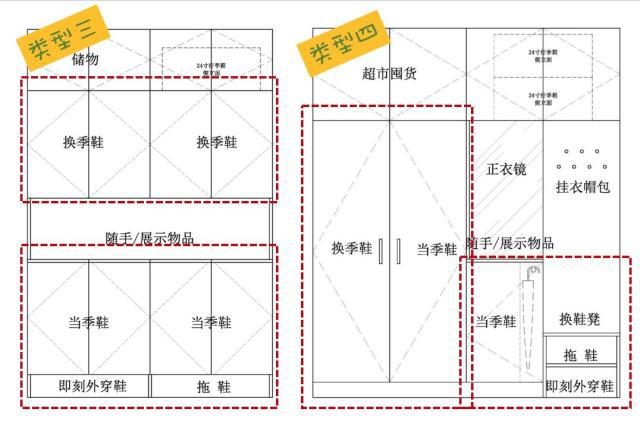 类型三
储物
24寸行李箱
侧立面
换季鞋
换季鞋
随手/展示物品
当季鞋
当季鞋
即刻外穿鞋
拖 鞋
类型四
超市囤货
24寸行李箱
侧立面
24寸行李箱
侧立面
正衣镜
挂衣帽包
换季鞋
当季鞋
随手/展示物品
当季鞋
换鞋凳
拖 鞋
即刻外穿鞋